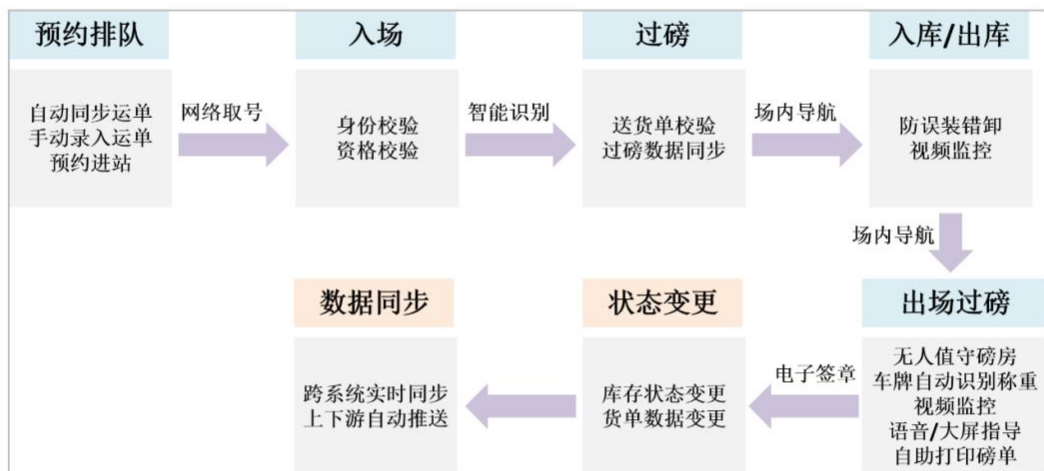 预约排队
自动同步运单
手动录入运单
预约进站
网络取号
入场
身份校验
资格校验
智能识别
过磅
送货单校验
过磅数据同步
场内导航
入库/出库
防误装错卸
视频监控
场内导航
出场过磅
无人值守磅房
车牌自动识别称重
视频监控
语音/大屏指导
自助打印磅单
电子签章
状态变更
库存状态变更
货单数据变更
数据同步
跨系统实时同步
上下游自动推送